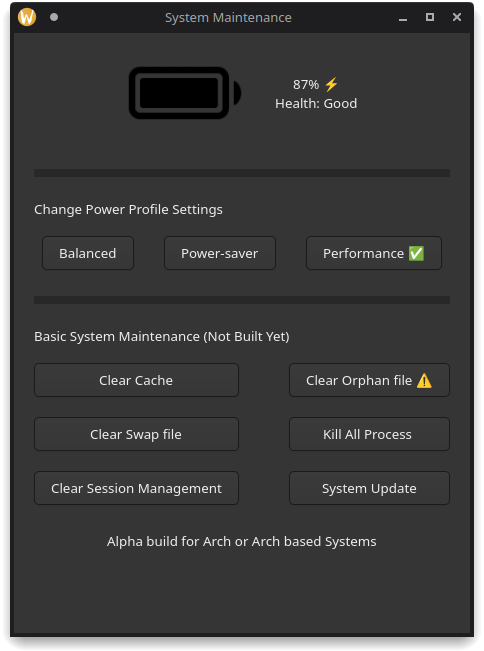 System Maintenance
87% ⚡
Health: Good
Change Power Profile Settings
Balanced
Power-saver
Performance ✅
Basic System Maintenance (Not Built Yet)
Clear Cache
Clear Orphan file ⚠️
Clear Swap file
Kill All Process
Clear Session Management
System Update
Alpha build for Arch or Arch based Systems